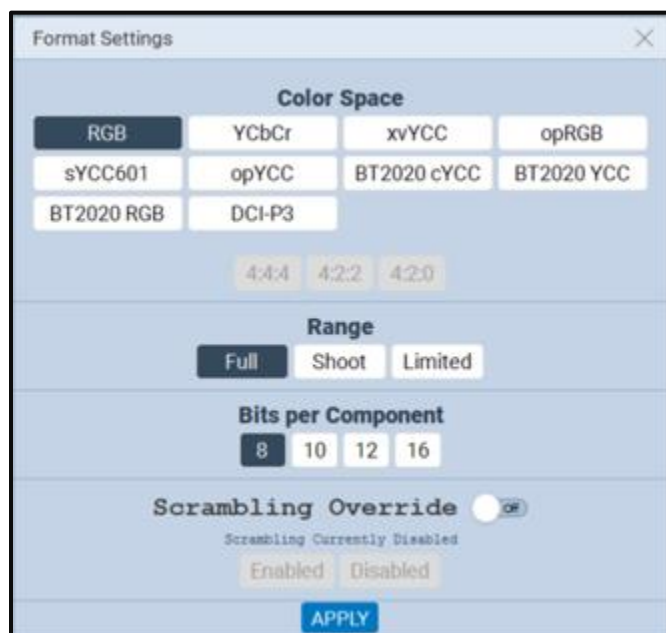 Format Settings
Color Space
RGB YCbCr xvYCC opRGB
sYCC601 opYCC BT2020 cYCC BT2020 YCC
BT2020 RGB DCI-P3
4:4:4 4:2:2 4:2:0
Range
Full Shoot Limited
Bits per Component
8 10 12 16
Scrambling Override Off
Scrambling Currently Disabled
Enabled Disabled
APPLY